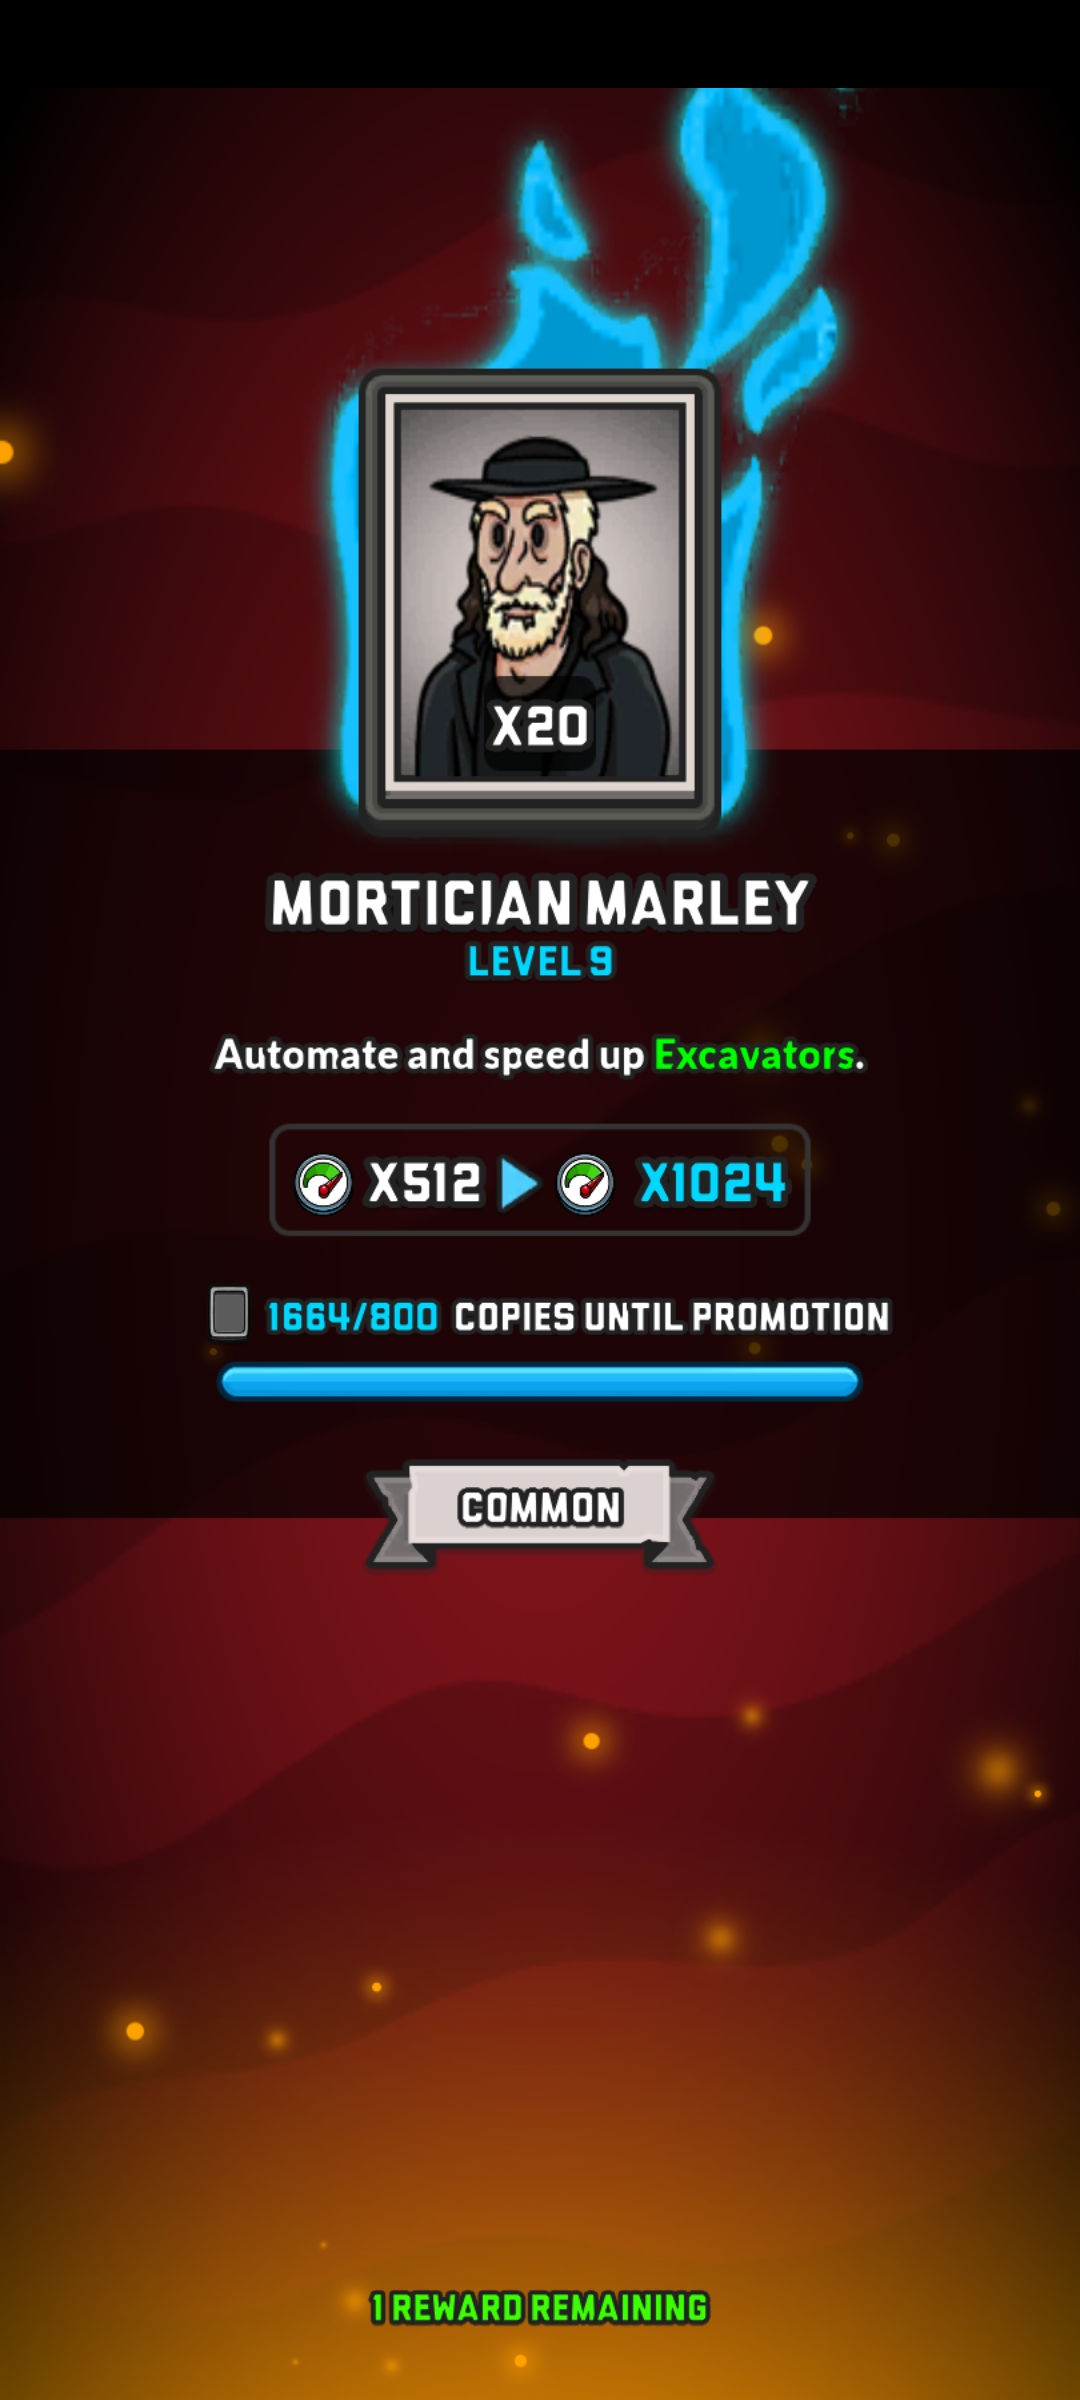 X20
MORTICIAN MARLEY
LEVEL 9
Automate and speed up Excavators.
X512 X1024
1664/800 COPIES UNTIL PROMOTION
COMMON
1 REWARD REMAINING